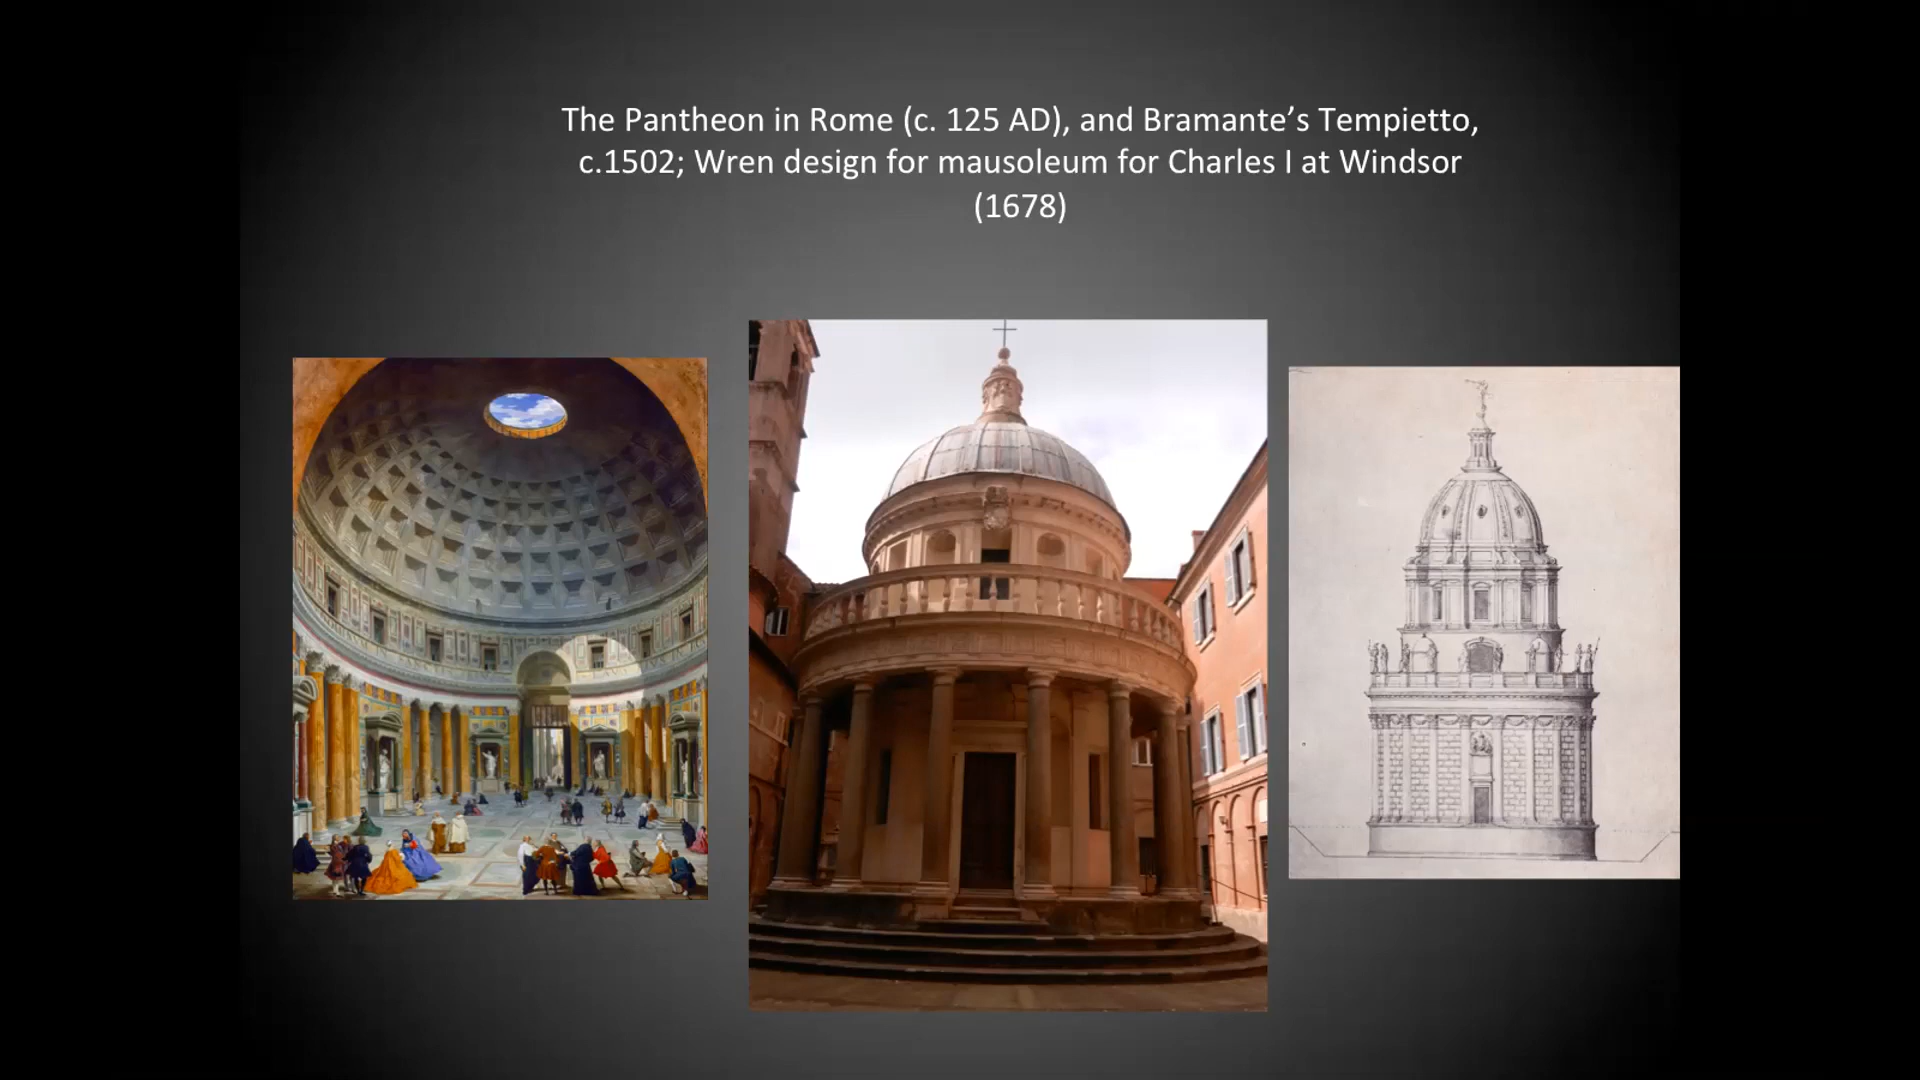 The Pantheon in Rome (c. 125 AD), and Bramante’s Tempietto,
c.1502; Wren design for mausoleum for Charles I at Windsor
(1678)